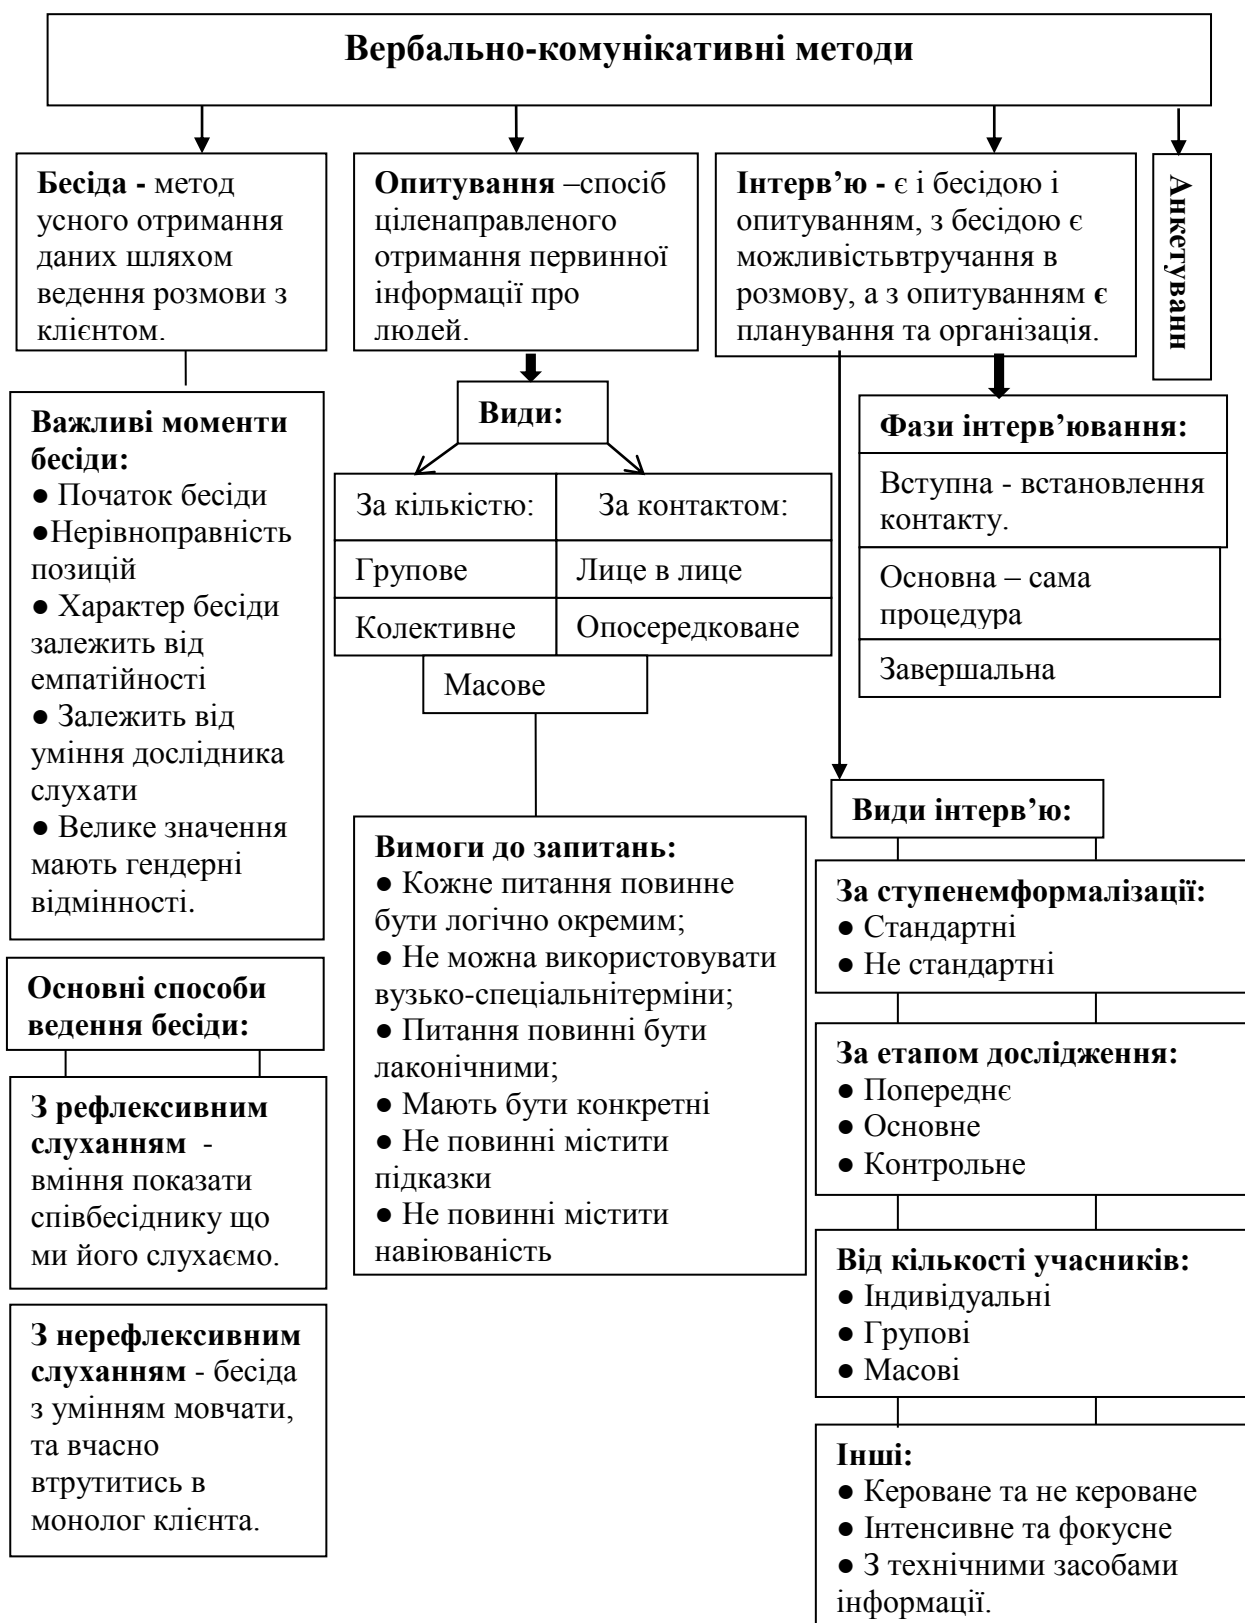 Вербально-комунікативні методи
Бесіда - метод
усного отримання
даних шляхом
ведення розмови з
клієнтом.
Опитування –спосіб
ціленаправленого
отримання первинної
інформації про
людей.
Інтерв’ю - є і бесідою і
опитуванням, з бесідою є
можливістьвтручання в
розмову, а з опитуванням є
планування та організація.
Анкетуванн
Важливі моменти
бесіди:
● Початок бесіди
●Нерівноправність
позицій
● Характер бесіди
залежить від
емпатійності
● Залежить від
уміння дослідника
слухати
● Велике значення
мають гендерні
відмінності.
Основні способи
ведення бесіди:
З рефлексивним
слуханням -
вміння показати
співбесіднику що
ми його слухаємо.
З нерефлексивним
слуханням - бесіда
з умінням мовчати,
та вчасно
втрутитись в
монолог клієнта.
Види:
За кількістю:
За контактом:
Групове
Лице в лице
Колективне
Опосередковане
Масове
Вимоги до запитань:
● Кожне питання повинне
бути логічно окремим;
● Не можна використовувати
вузько-спеціальнітерміни;
● Питання повинні бути
лаконічними;
● Мають бути конкретні
● Не повинні містити
підказки
● Не повинні містити
навіюваність
Фази інтерв’ювання:
Вступна - встановлення
контакту.
Основна – сама
процедура
Завершальна
Види інтерв’ю:
За ступенемформалізації:
● Стандартні
● Не стандартні
За етапом дослідження:
● Попереднє
● Основне
● Контрольне
Від кількості учасників:
● Індивідуальні
● Групові
● Масові
Інші:
● Кероване та не кероване
● Інтенсивне та фокусне
● З технічними засобами
інформації.